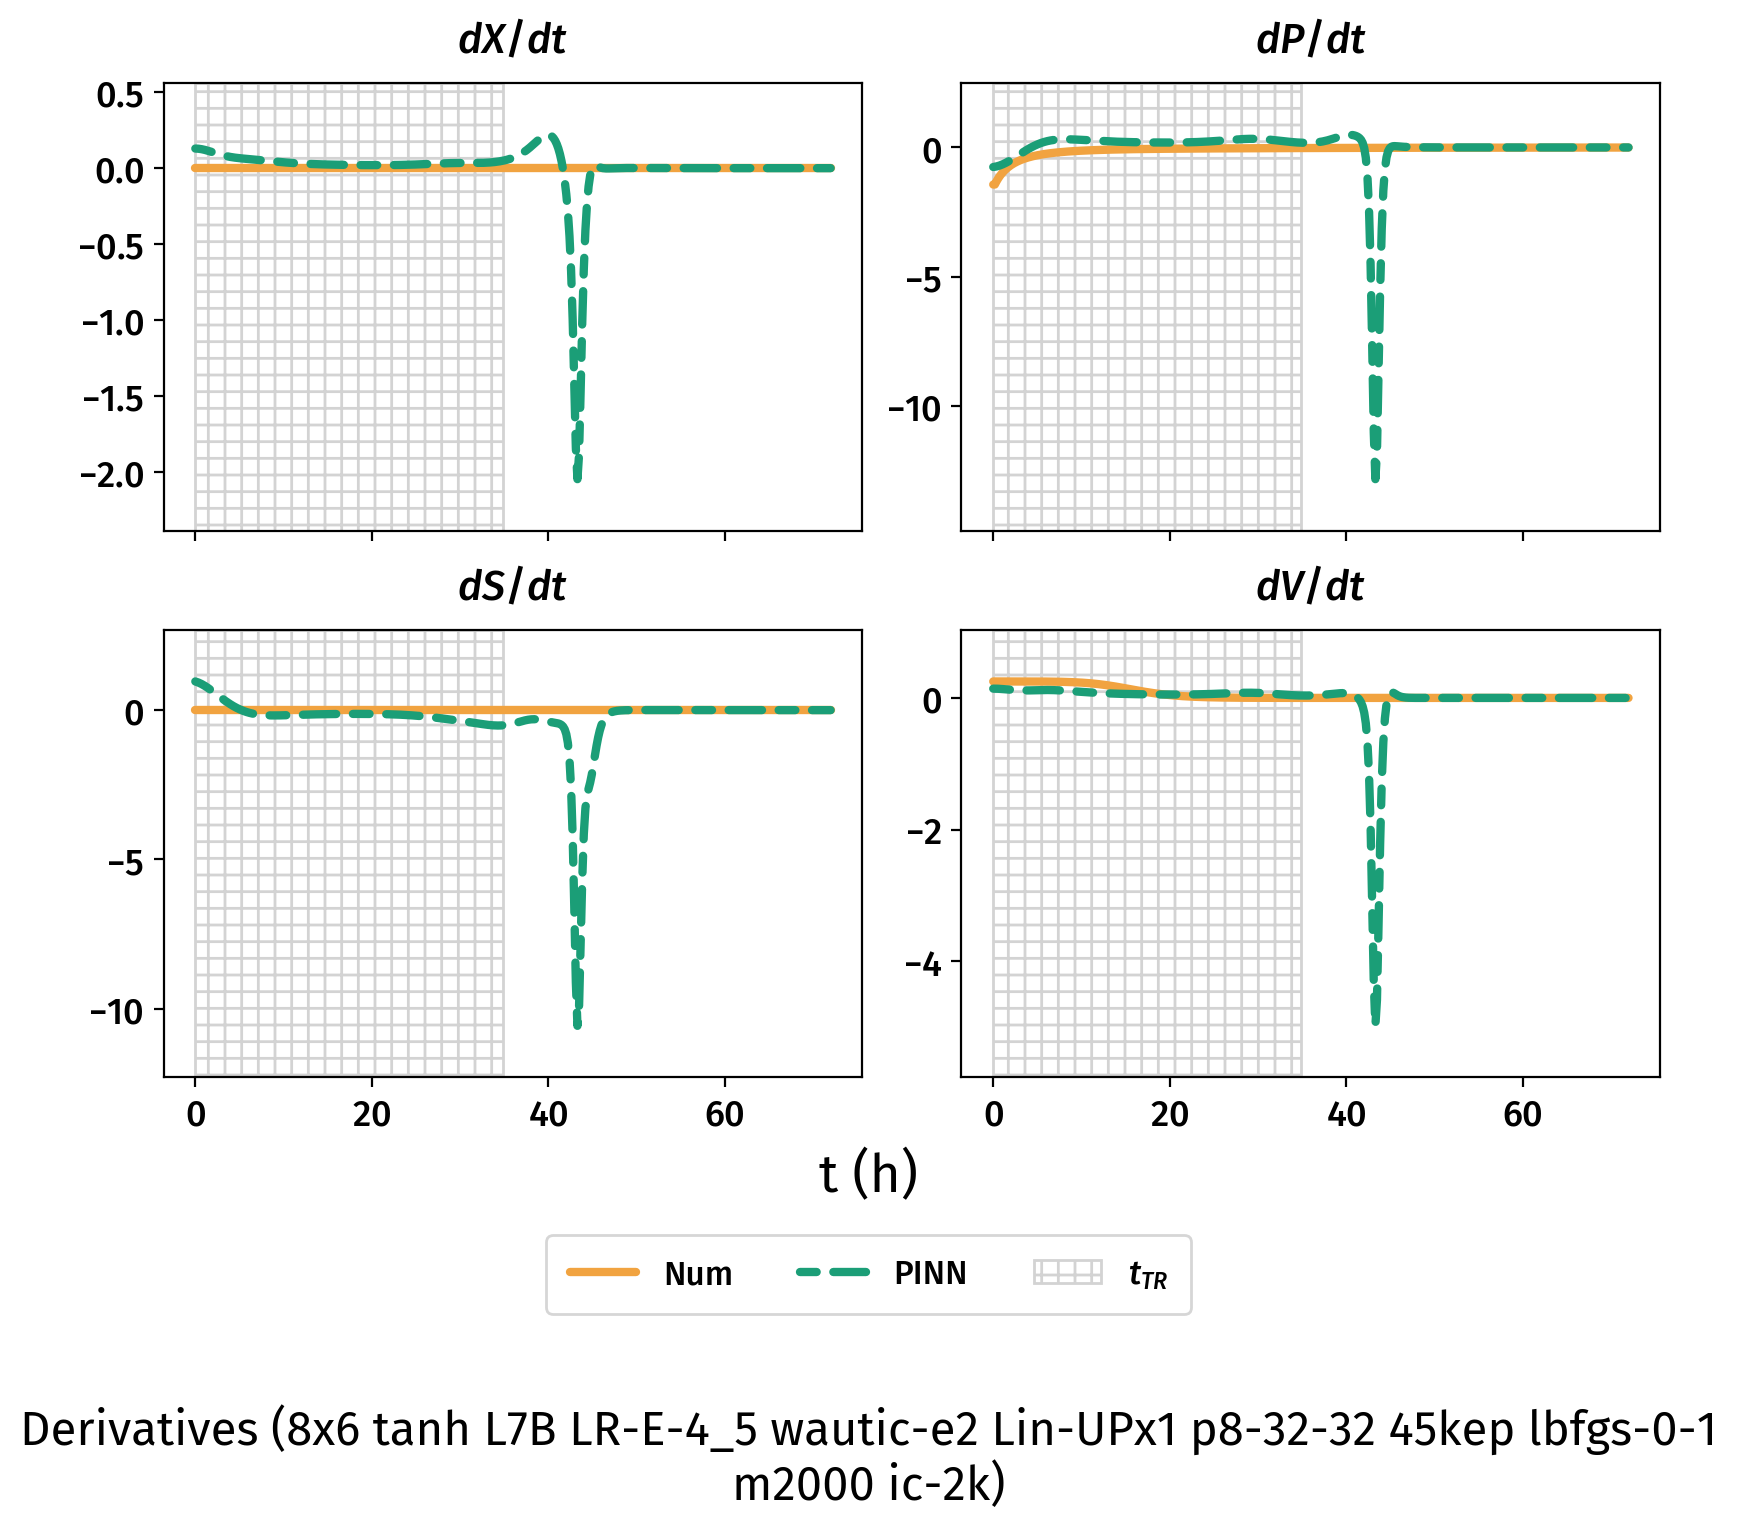 dX/dt
dP/dt
0.5
0.0
−0.5
−1.0
−1.5
−2.0
0
−5
−10
dS/dt
dV/dt
0
−5
−10
0
−2
−4
0 20 40 60
0 20 40 60
t (h)
Num PINN t_TR
Derivatives (8x6 tanh L7B LR-E-4_5 wautic-e2 Lin-UPx1 p8-32-32 45kep lbfgs-0-1
m2000 ic-2k)